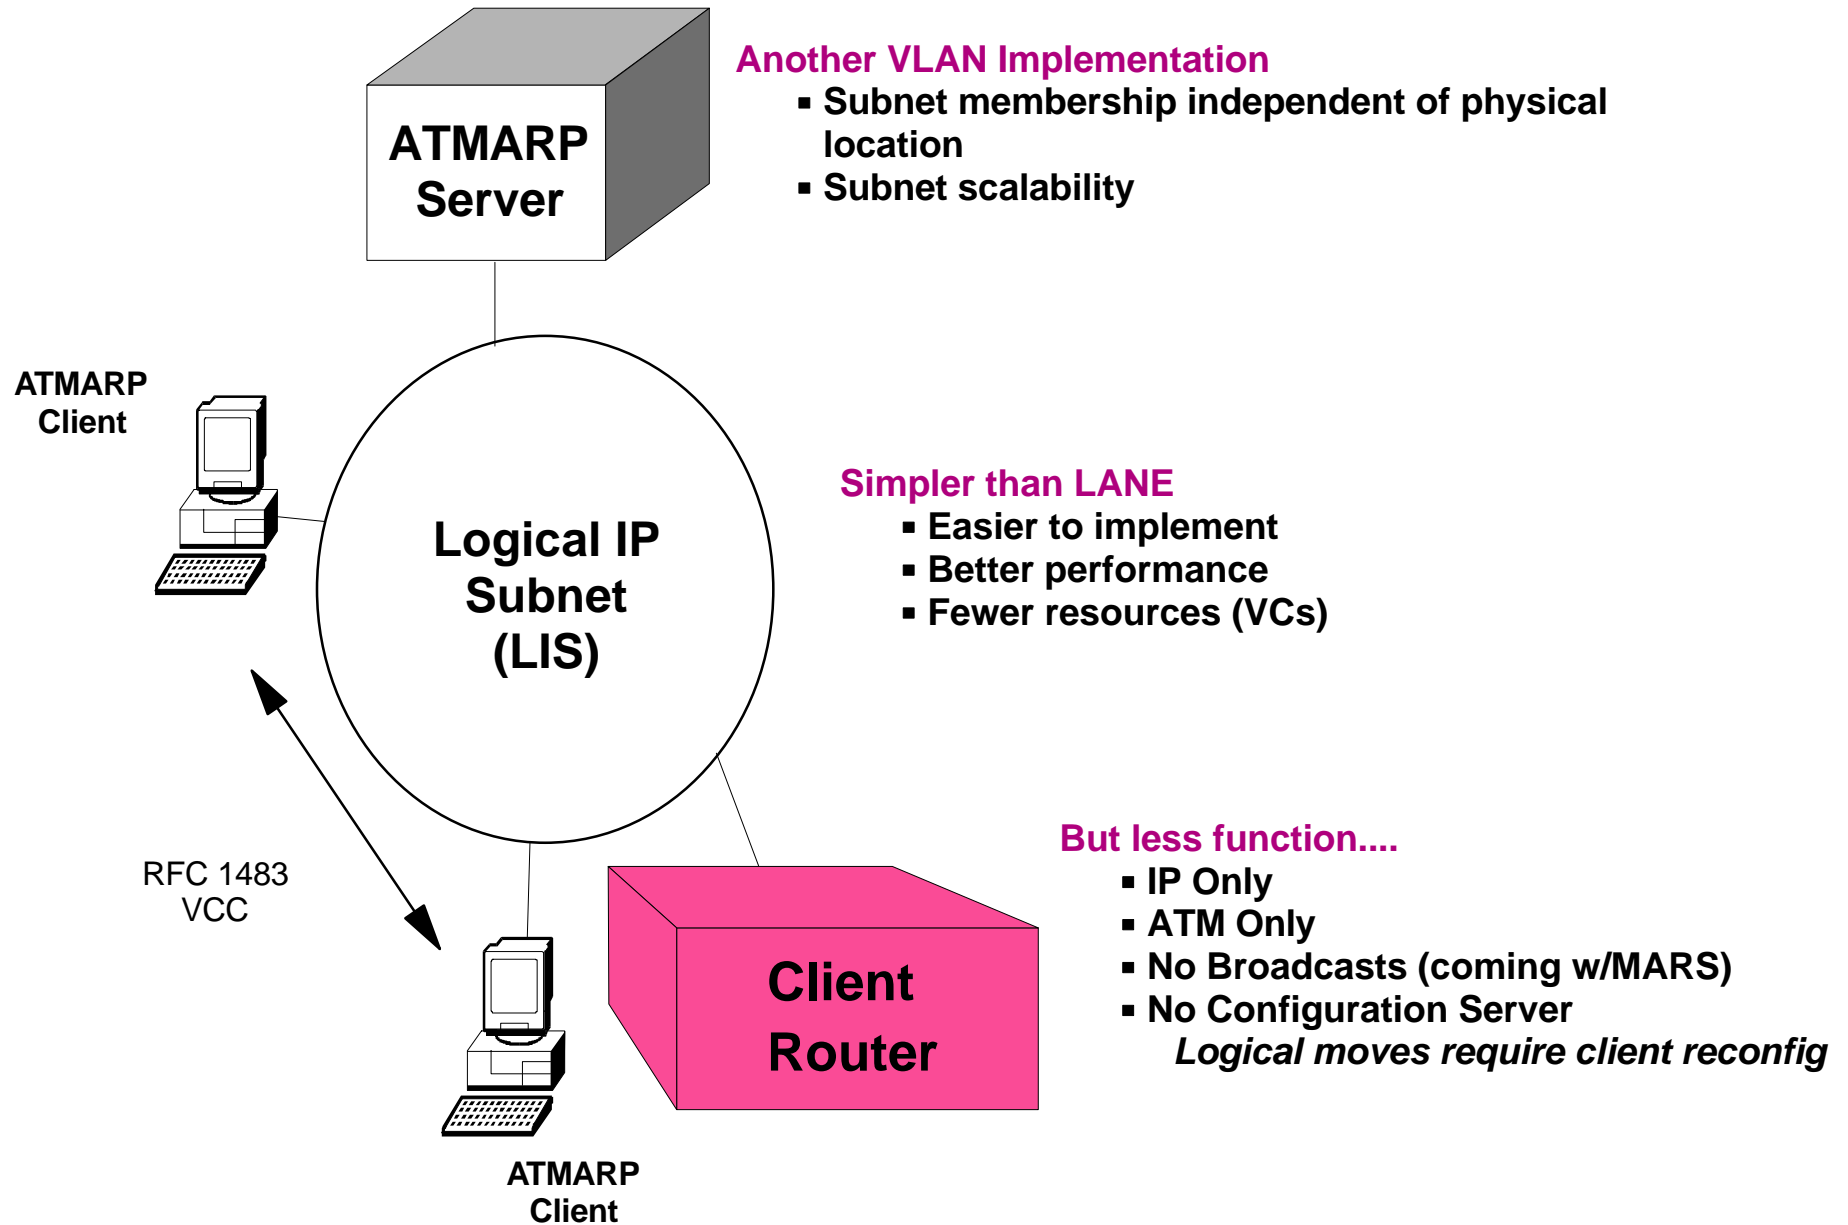 Another VLAN Implementation
▪ Subnet membership independent of physical
location
▪ Subnet scalability
ATMARP
Server
ATMARP
Client
Logical IP
Subnet
(LIS)
Simpler than LANE
▪ Easier to implement
▪ Better performance
▪ Fewer resources (VCs)
RFC 1483
VCC
But less function....
▪ IP Only
▪ ATM Only
▪ No Broadcasts (coming w/MARS)
▪ No Configuration Server
Logical moves require client reconfig
Client
Router
ATMARP
Client